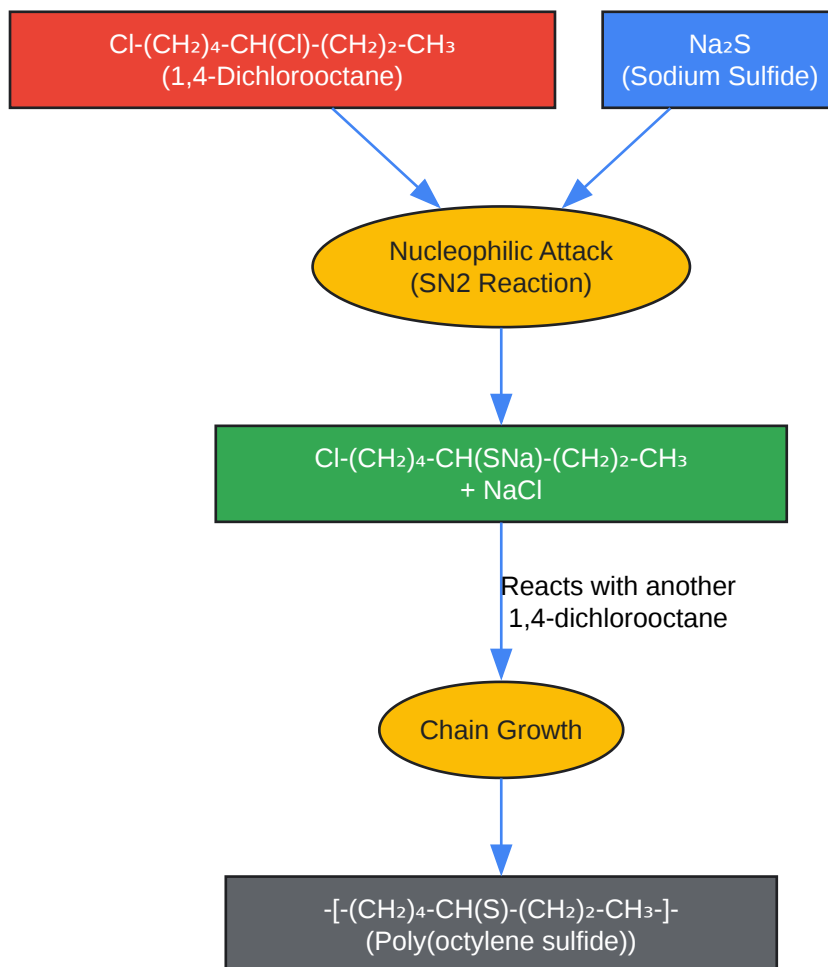 Cl-(CH₂)₄-CH(Cl)-(CH₂)₂-CH₃
(1,4-Dichlorooctane)
Na₂S
(Sodium Sulfide)
Nucleophilic Attack
(SN2 Reaction)
Cl-(CH₂)₄-CH(SNa)-(CH₂)₂-CH₃
+ NaCl
Reacts with another
1,4-dichlorooctane
Chain Growth
-[-(CH₂)₄-CH(S)-(CH₂)₂-CH₃-]-
(Poly(octylene sulfide))